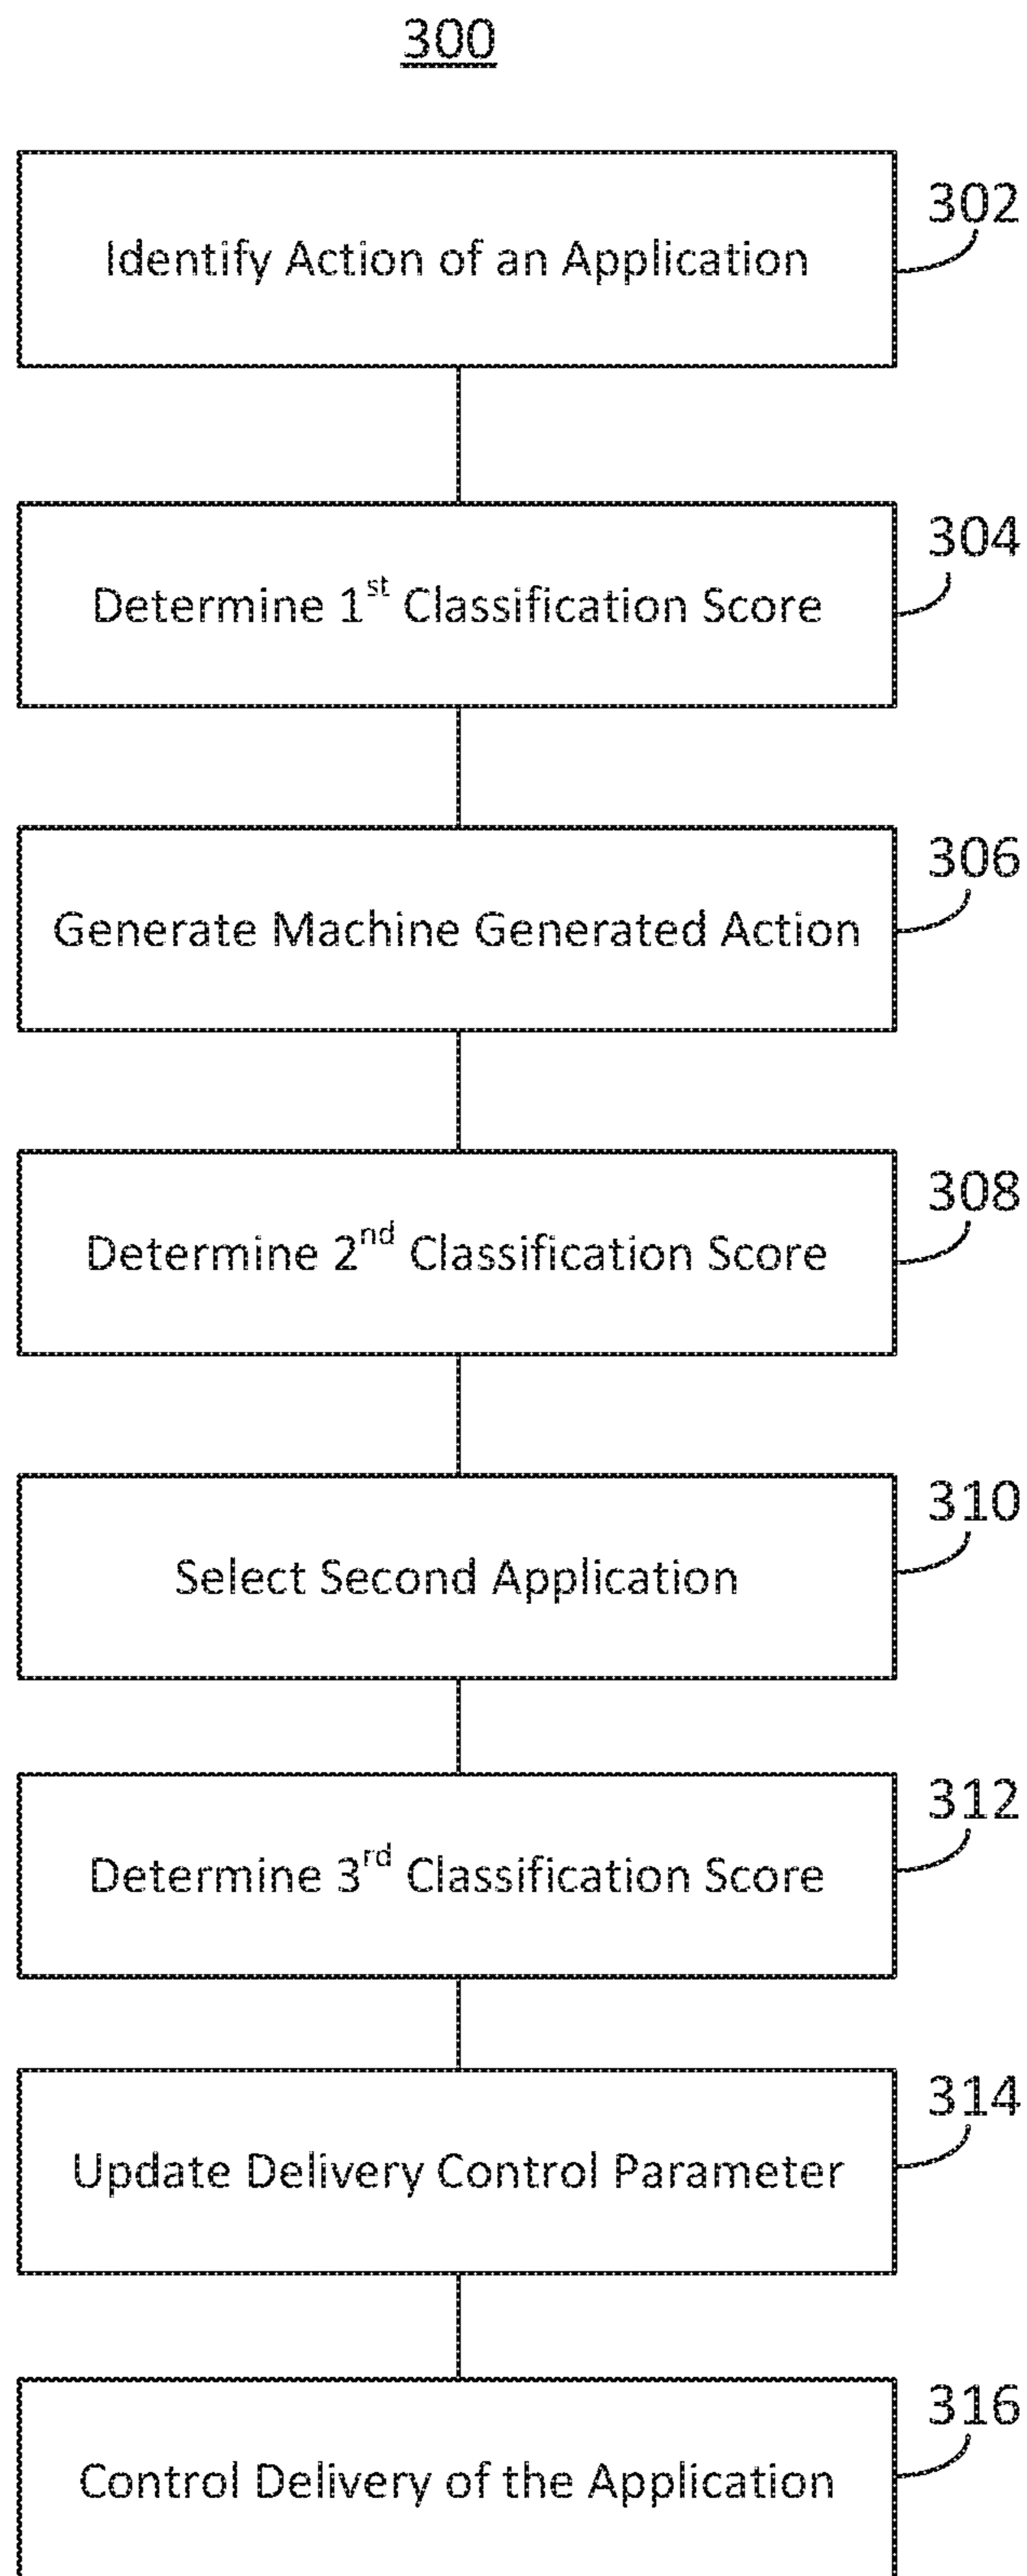 300
302
Identify Action of an Application
304
Determine 1st Classification Score
306
Generate Machine Generated Action
308
Determine 2nd Classification Score
310
Select Second Application
312
Determine 3rd Classification Score
314
Update Delivery Control Parameter
316
Control Delivery of the Application